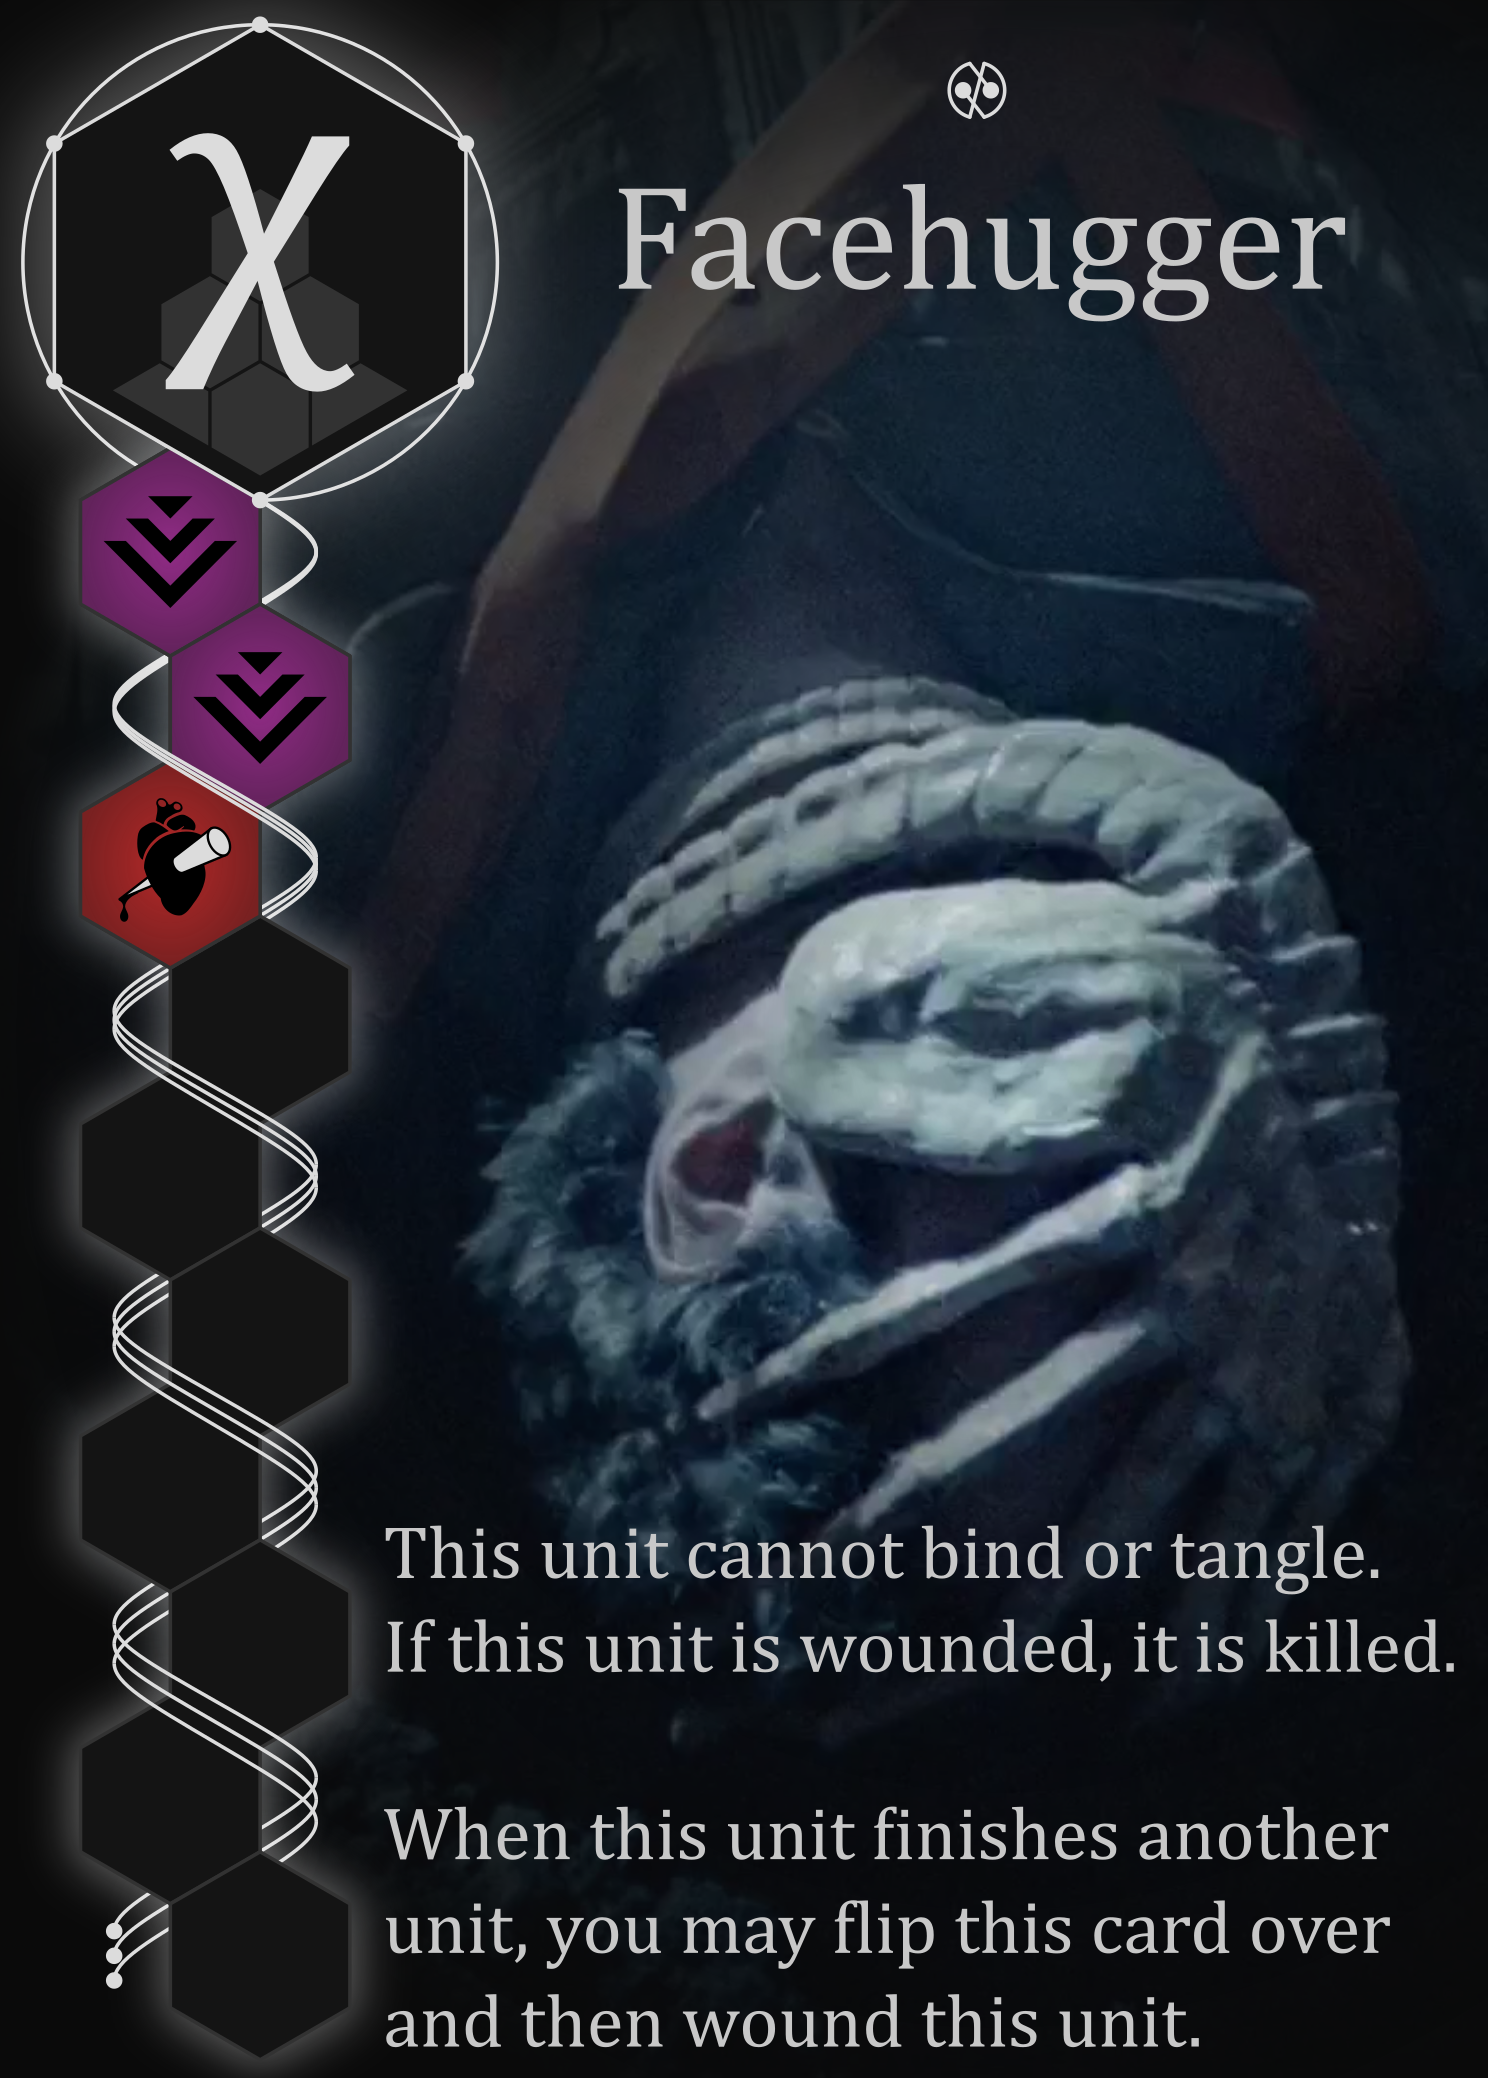 χ
Facehugger
This unit cannot bind or tangle.
If this unit is wounded, it is killed.
When this unit finishes another
unit, you may flip this card over
and then wound this unit.